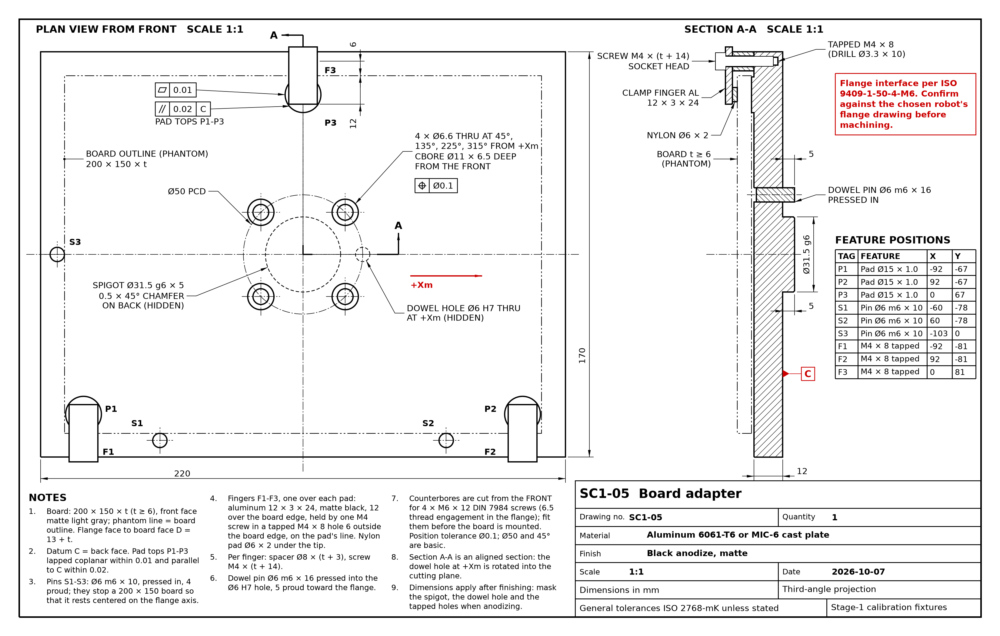 PLAN VIEW FROM FRONT   SCALE 1:1
A
6
F3
0.01
0.02 C
PAD TOPS P1-P3
P3
12
4 × Ø6.6 THRU AT 45°,
135°, 225°, 315° FROM +Xm
CBORE Ø11 × 6.5 DEEP
FROM THE FRONT
Ø0.1
BOARD OUTLINE (PHANTOM)
200 × 150 × t
Ø50 PCD
A
S3
+Xm
SPIGOT Ø31.5 g6 × 5
0.5 × 45° CHAMFER
ON BACK (HIDDEN)
DOWEL HOLE Ø6 H7 THRU
AT +Xm (HIDDEN)
170
P1
P2
S1
S2
F1
F2
220
SECTION A-A   SCALE 1:1
SCREW M4 × (t + 14)
SOCKET HEAD
TAPPED M4 × 8
(DRILL Ø3.3 × 10)
CLAMP FINGER AL
12 × 3 × 24
NYLON Ø6 × 2
BOARD t ≥ 6
(PHANTOM)
5
DOWEL PIN Ø6 m6 × 16
PRESSED IN
Ø31.5 g6
5
C
12
Flange interface per ISO
9409-1-50-4-M6. Confirm
against the chosen robot's
flange drawing before
machining.
FEATURE POSITIONS
TAG FEATURE X Y
P1 Pad Ø15 × 1.0 -92 -67
P2 Pad Ø15 × 1.0 92 -67
P3 Pad Ø15 × 1.0 0 67
S1 Pin Ø6 m6 × 10 -60 -78
S2 Pin Ø6 m6 × 10 60 -78
S3 Pin Ø6 m6 × 10 -103 0
F1 M4 × 8 tapped -92 -81
F2 M4 × 8 tapped 92 -81
F3 M4 × 8 tapped 0 81
NOTES
1. Board: 200 × 150 × t (t ≥ 6), front face
matte light gray; phantom line = board
outline. Flange face to board face D =
13 + t.
2. Datum C = back face. Pad tops P1-P3
lapped coplanar within 0.01 and parallel
to C within 0.02.
3. Pins S1-S3: Ø6 m6 × 10, pressed in, 4
proud; they stop a 200 × 150 board so
that it rests centered on the flange axis.
4. Fingers F1-F3, one over each pad:
aluminum 12 × 3 × 24, matte black, 12
over the board edge, held by one M4
screw in a tapped M4 × 8 hole 6 outside
the board edge, on the pad's line. Nylon
pad Ø6 × 2 under the tip.
5. Per finger: spacer Ø8 × (t + 3), screw
M4 × (t + 14).
6. Dowel pin Ø6 m6 × 16 pressed into the
Ø6 H7 hole, 5 proud toward the flange.
7. Counterbores are cut from the FRONT
for 4 × M6 × 12 DIN 7984 screws (6.5
thread engagement in the flange); fit
them before the board is mounted.
Position tolerance Ø0.1; Ø50 and 45°
are basic.
8. Section A-A is an aligned section: the
dowel hole at +Xm is rotated into the
cutting plane.
9. Dimensions apply after finishing: mask
the spigot, the dowel hole and the
tapped holes when anodizing.
SC1-05  Board adapter
Drawing no. SC1-05 Quantity 1
Material Aluminum 6061-T6 or MIC-6 cast plate
Finish Black anodize, matte
Scale 1:1 Date 2026-10-07
Dimensions in mm Third-angle projection
General tolerances ISO 2768-mK unless stated Stage-1 calibration fixtures